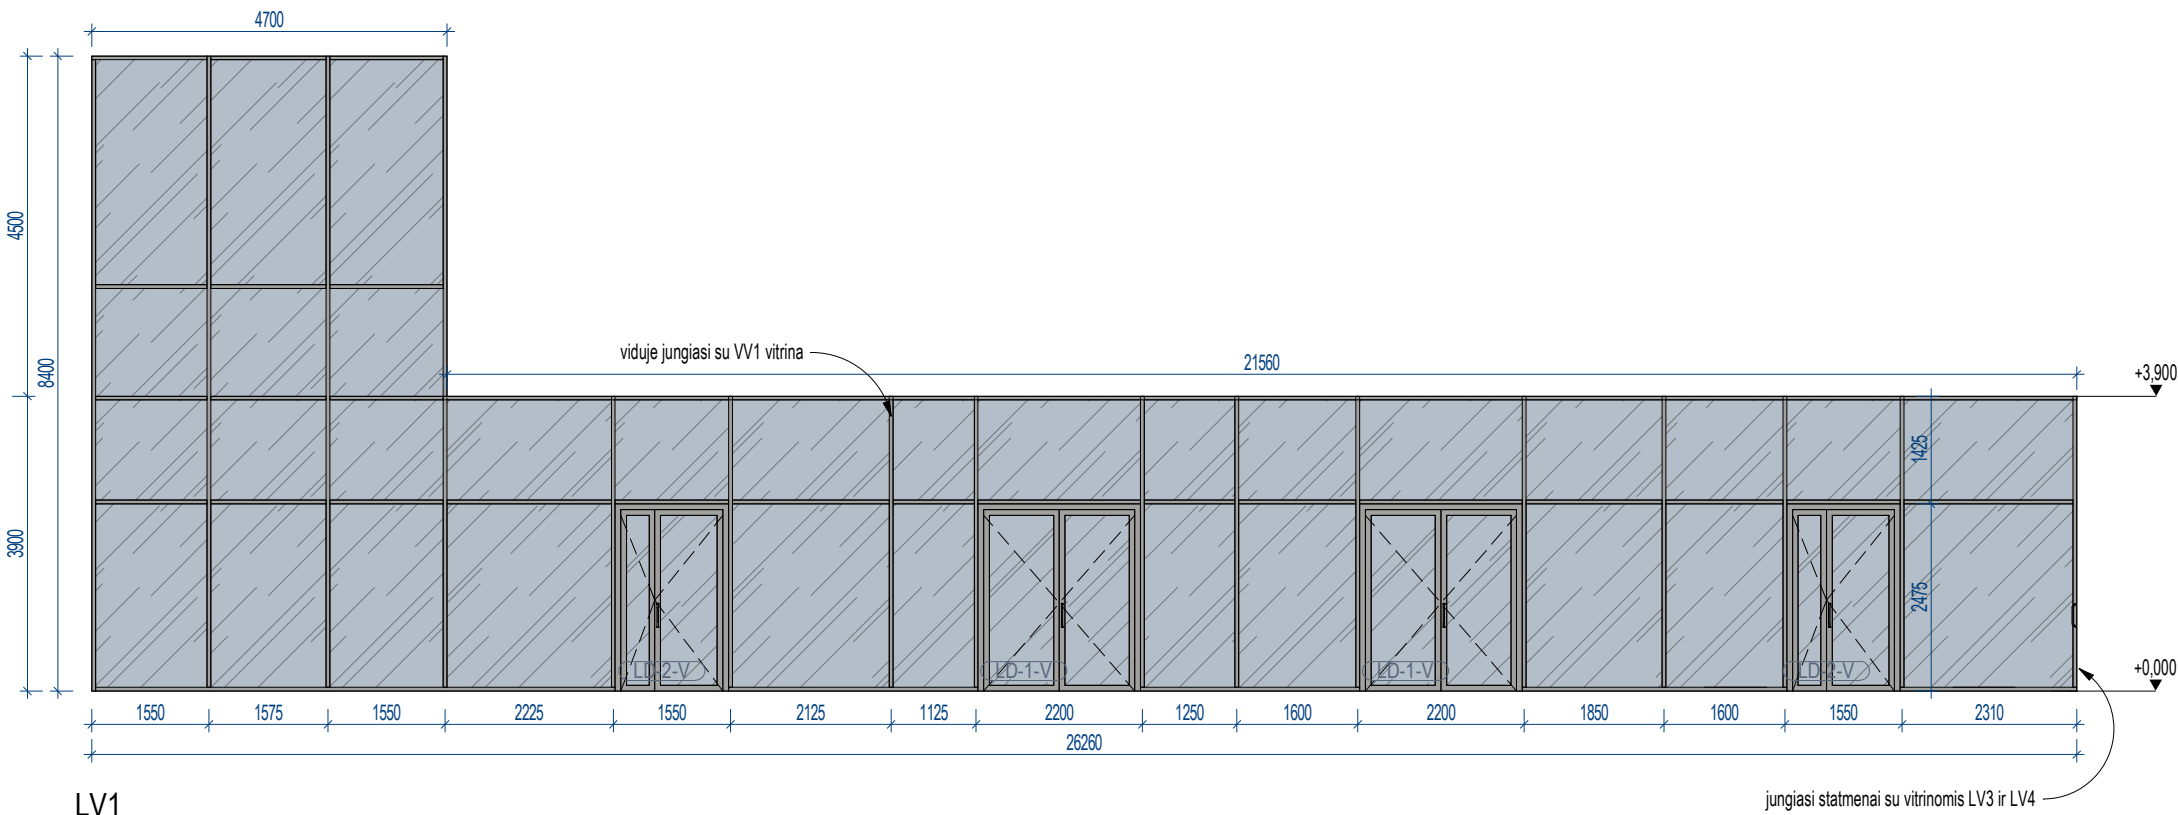 4700
4500
8400
3900
viduje jungiasi su VV1 vitrina
21560
+3,900
1425
2475
LD-2-V
LD-1-V
LD-1-V
LD-2-V
+0,000
1550 1575 1550 2225 1550 2125 1125 2200 1250 1600 2200 1850 1600 1550 2310
26260
LV1
jungiasi statmenai su vitrinomis LV3 ir LV4